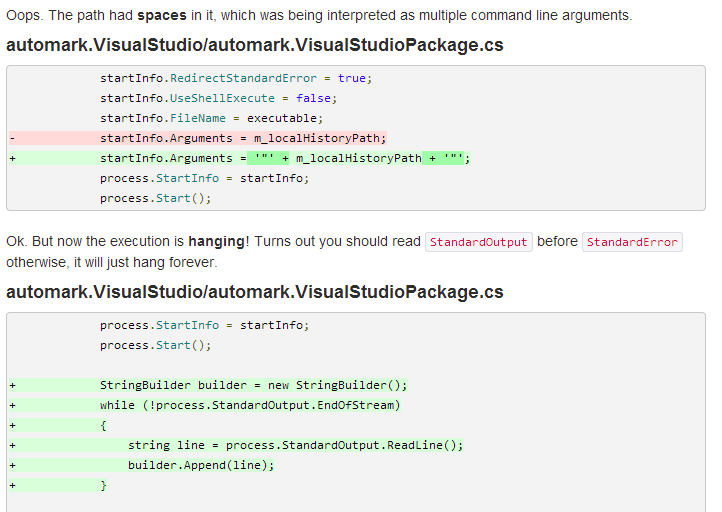 Oops. The path had spaces in it, which was being interpreted as multiple command line arguments.
automark.VisualStudio/automark.VisualStudioPackage.cs
startInfo.RedirectStandardError = true;
startInfo.UseShellExecute = false;
startInfo.FileName = executable;
- startInfo.Arguments = m_localHistoryPath;
+ startInfo.Arguments = '"' + m_localHistoryPath + '"';
process.StartInfo = startInfo;
process.Start();
Ok. But now the execution is hanging! Turns out you should read StandardOutput before StandardError
otherwise, it will just hang forever.
automark.VisualStudio/automark.VisualStudioPackage.cs
process.StartInfo = startInfo;
process.Start();
+ StringBuilder builder = new StringBuilder();
+ while (!process.StandardOutput.EndOfStream)
+ {
+ string line = process.StandardOutput.ReadLine();
+ builder.Append(line);
+ }